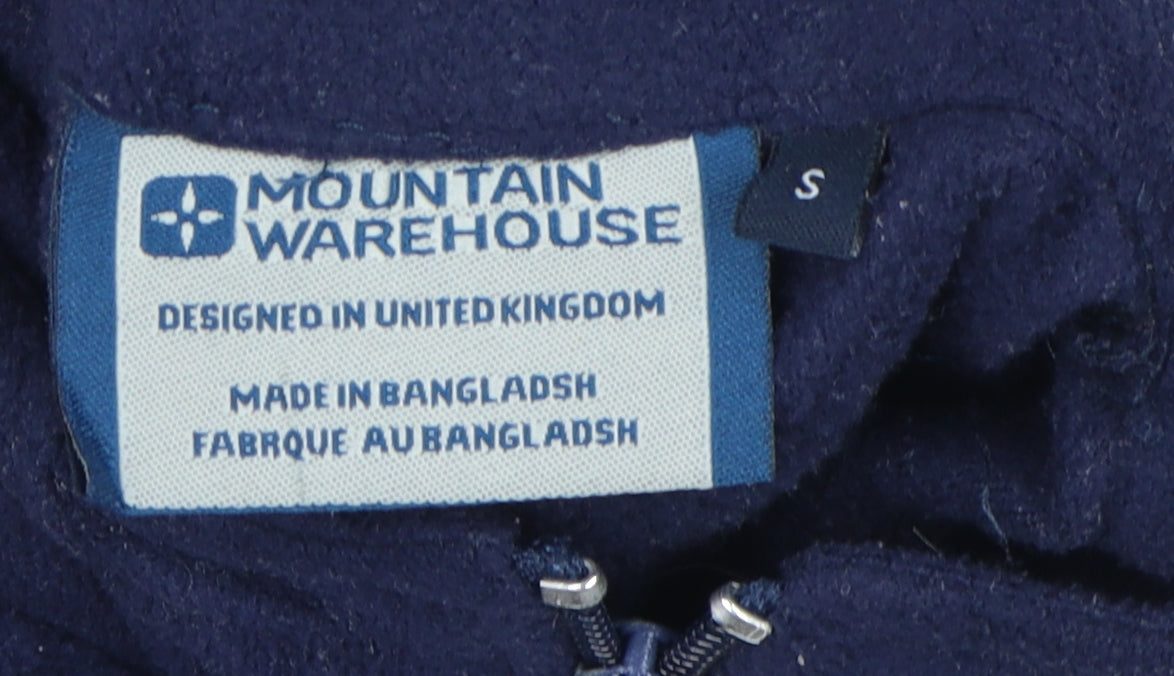 MOUNTAIN
WAREHOUSE
S
DESIGNED IN UNITED KINGDOM
MADE IN BANGLADSH
FABRQUE AU BANGLADSH